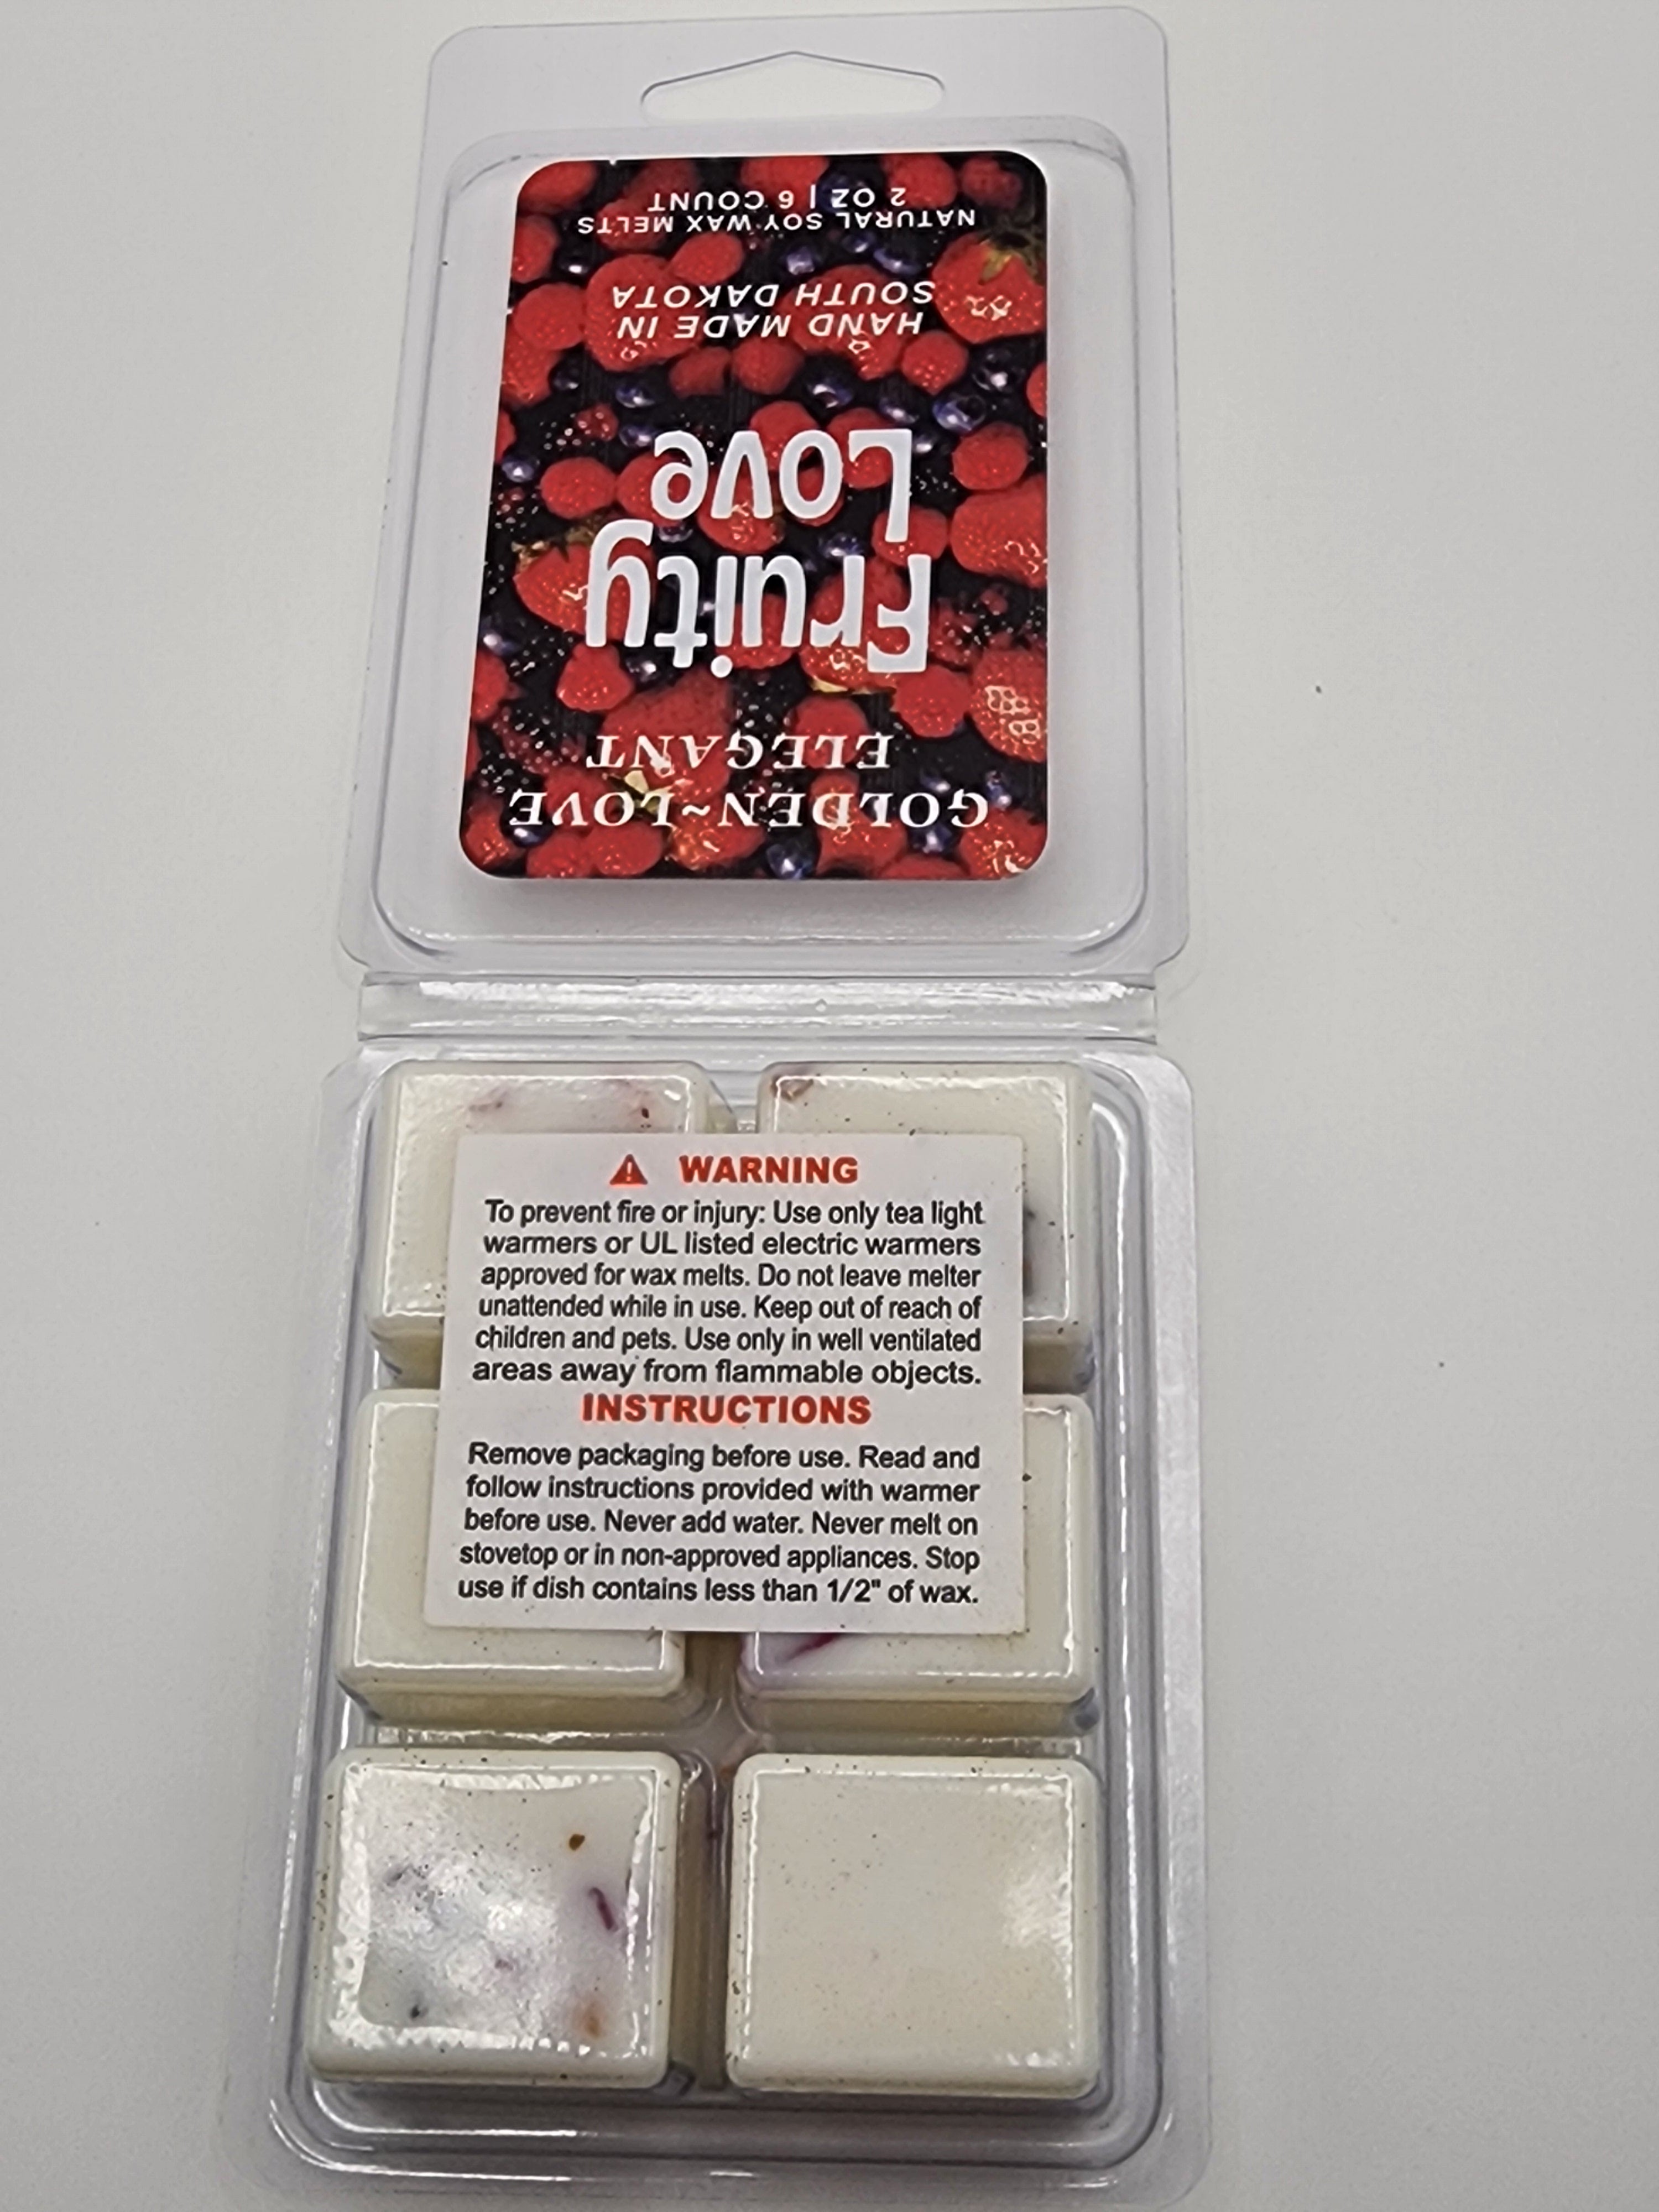 GOLDEN~LOVE
ELEGANT
Fruity
Love
HAND MADE IN
SOUTH DAKOTA
NATURAL SOY WAX MELTS
2 OZ | 6 COUNT
WARNING
To prevent fire or injury: Use only tea light
warmers or UL listed electric warmers
approved for wax melts. Do not leave melter
unattended while in use. Keep out of reach of
children and pets. Use only in well ventilated
areas away from flammable objects.
INSTRUCTIONS
Remove packaging before use. Read and
follow instructions provided with warmer
before use. Never add water. Never melt on
stovetop or in non-approved appliances. Stop
use if dish contains less than 1/2" of wax.